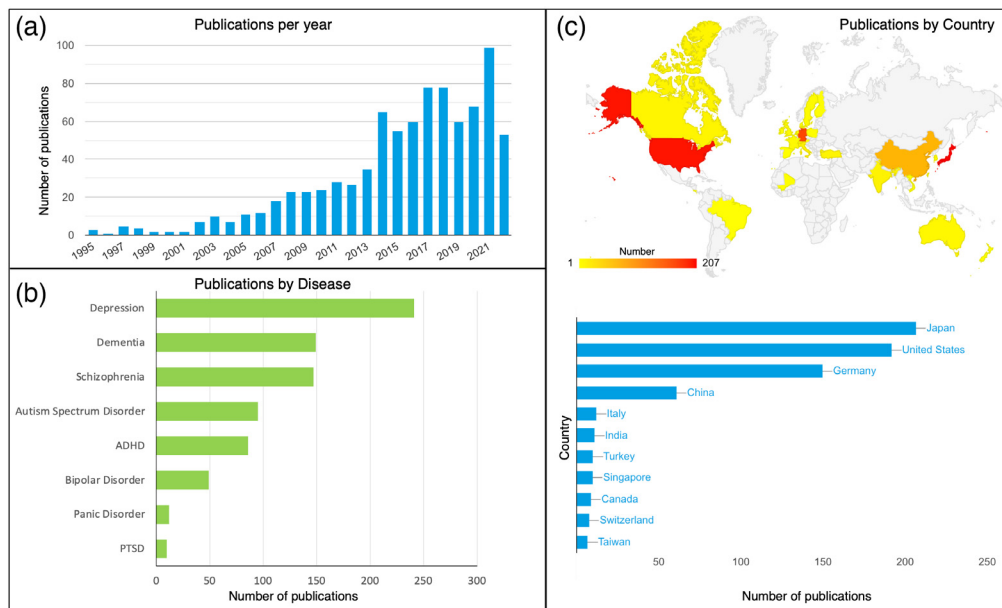 (a)
Publications per year
Number of publications
100
80
60
40
20
0
1995
1997
1999
2001
2003
2005
2007
2009
2011
2013
2015
2017
2019
2021
(b)
Publications by Disease
Depression
Dementia
Schizophrenia
Autism Spectrum Disorder
ADHD
Bipolar Disorder
Panic Disorder
PTSD
0
50
100
150
200
250
300
Number of publications
(c)
Publications by Country
Number
1
207
Country
Japan
United States
Germany
China
Italy
India
Turkey
Singapore
Canada
Switzerland
Taiwan
50
100
150
200
250
Number of publications